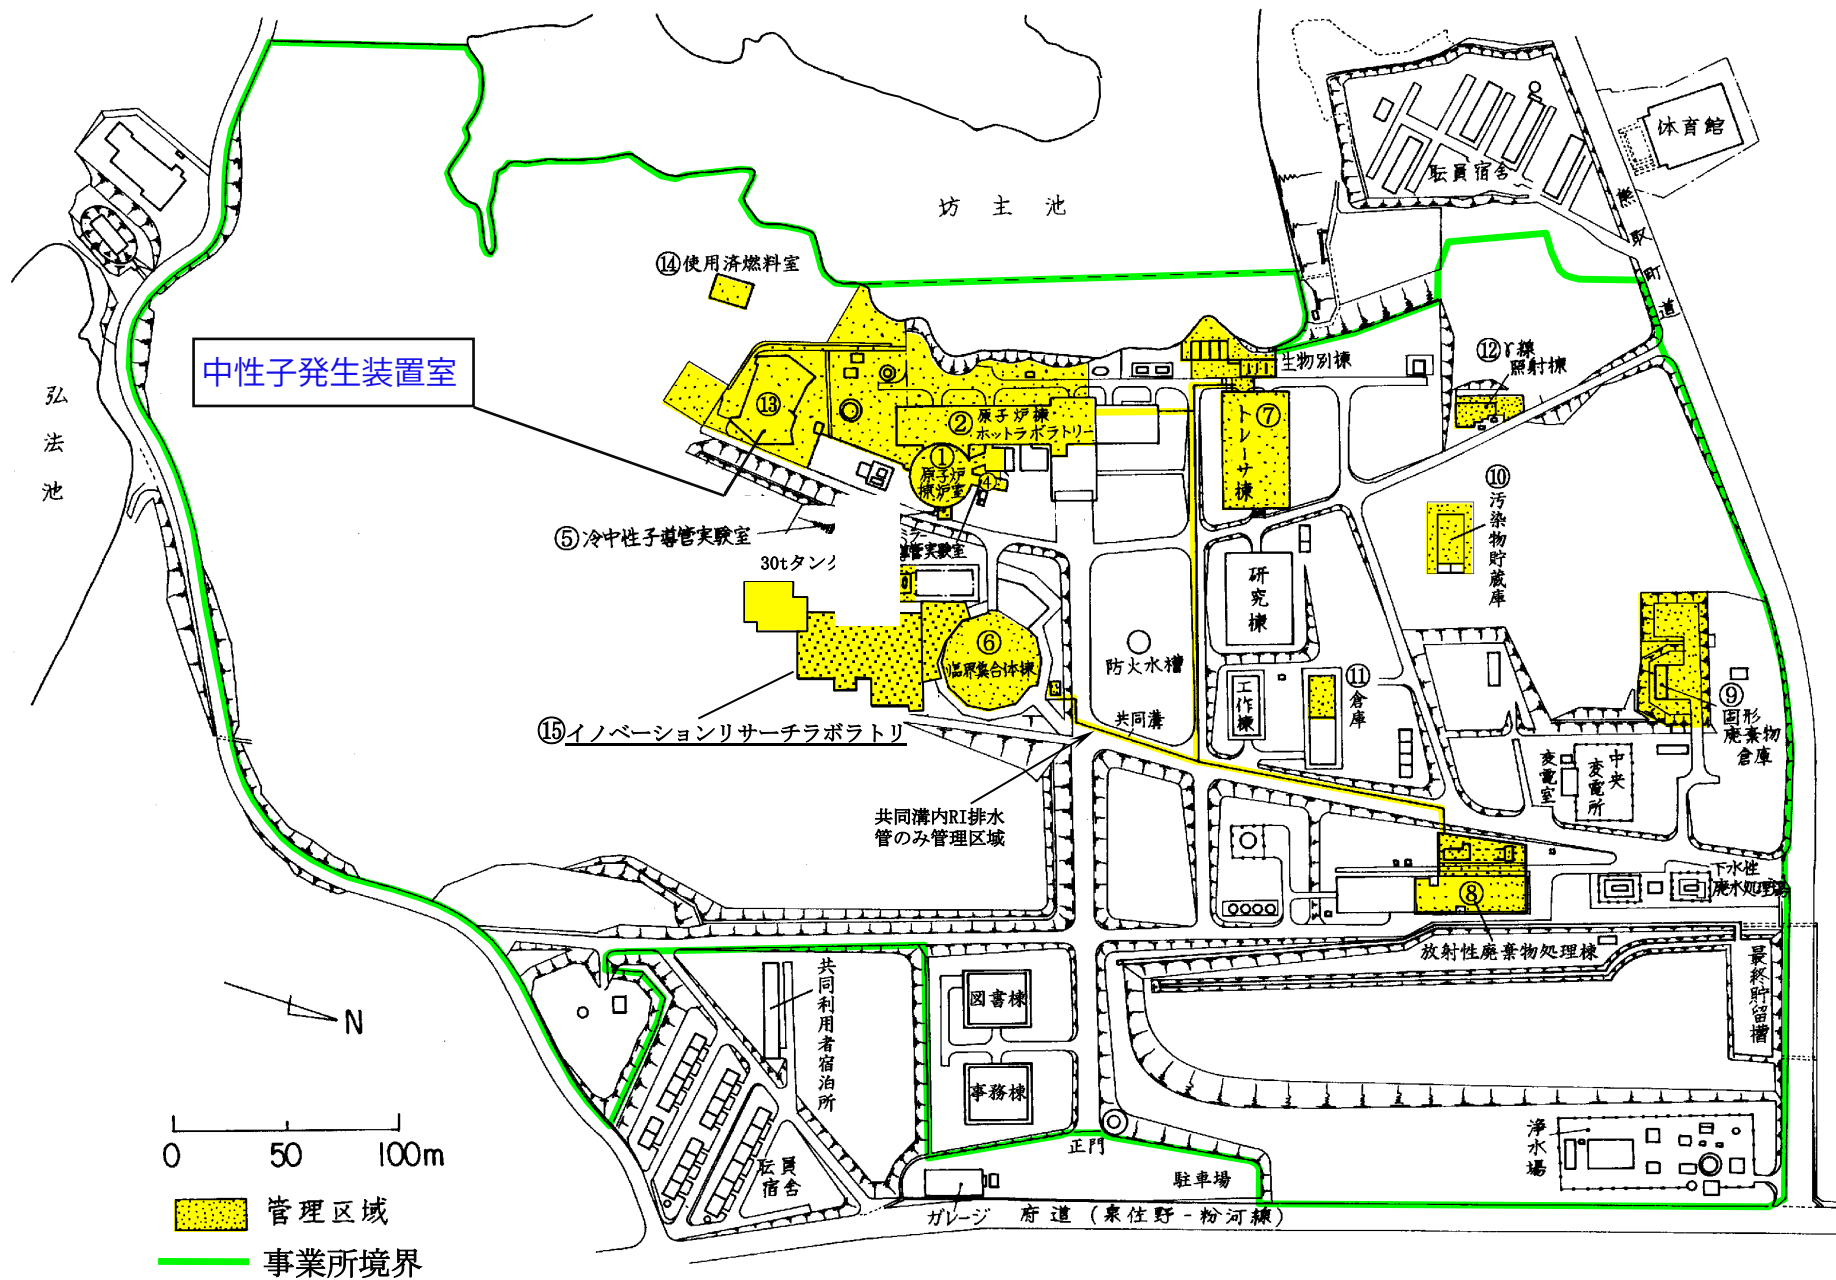 体育館
職員宿舎
熊取町道
坊主池
⑭使用済燃料室
中性子発生装置室
弘法池
⑬
②原子炉棟
ホットラボラトリー
①
原子炉
棟炉室
④
生物別棟
⑦
トレーサ棟
⑫γ線
照射棟
⑩汚染物貯蔵庫
⑤冷中性子導管実験室
ミラー
導管実験室
30tタンク
研究棟
⑥
臨界集合体棟
防火水槽
工作棟
⑪倉庫
⑨
固形
廃棄物
倉庫
共同溝
⑮イノベーションリサーチラボラトリ
変電室
中央
変電所
共同溝内RI排水
管のみ管理区域
⑧
下水性
廃水処理場
放射性廃棄物処理棟
最終貯留槽
共同利用者宿泊所
図書棟
N
事務棟
浄水場
正門
0 50 100m
職員
宿舎
駐車場
ガレージ
府道(泉佐野-粉河線)
管理区域
事業所境界